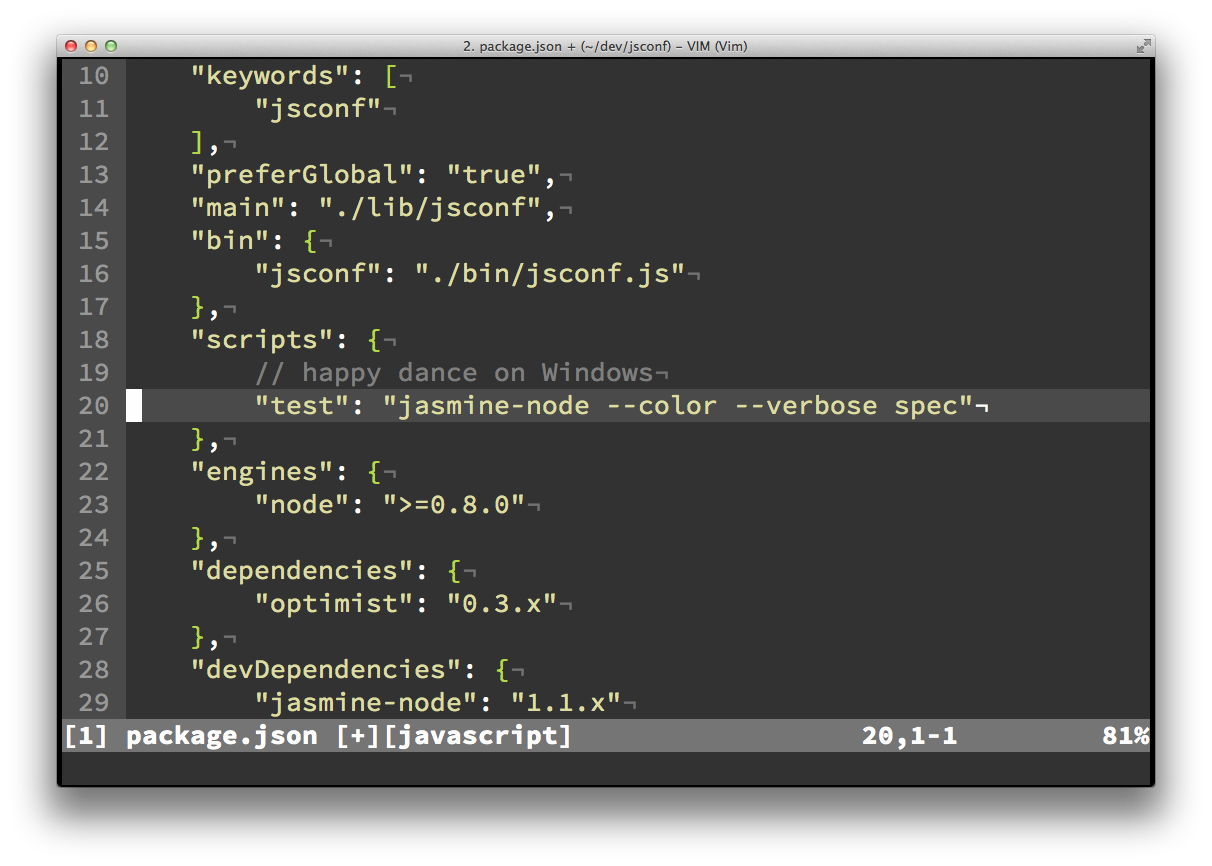 2. package.json + (~/dev/jsconf) – VIM (Vim)
10     "keywords": [¬
11         "jsconf"¬
12     ],¬
13     "preferGlobal": "true",¬
14     "main": "./lib/jsconf",¬
15     "bin": {¬
16         "jsconf": "./bin/jsconf.js"¬
17     },¬
18     "scripts": {¬
19         // happy dance on Windows¬
20         "test": "jasmine-node --color --verbose spec"¬
21     },¬
22     "engines": {¬
23         "node": ">=0.8.0"¬
24     },¬
25     "dependencies": {¬
26         "optimist": "0.3.x"¬
27     },¬
28     "devDependencies": {¬
29         "jasmine-node": "1.1.x"¬
[1] package.json [+][javascript] 20,1-1 81%